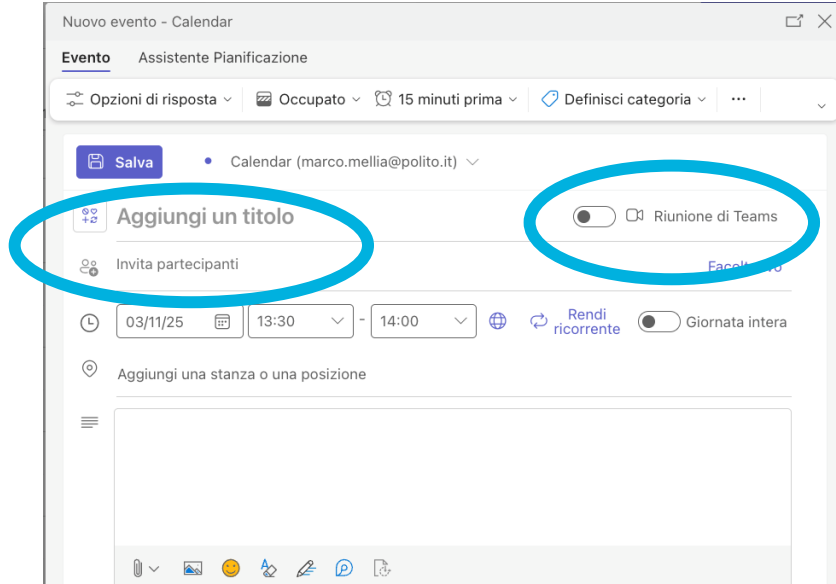 Nuovo evento - Calendar
Evento Assistente Pianificazione
Opzioni di risposta Occupato 15 minuti prima Definisci categoria ...
Salva • Calendar (marco.mellia@polito.it)
Aggiungi un titolo Riunione di Teams
Invita partecipanti
03/11/25 13:30 - 14:00 Rendi ricorrente Giornata intera
Aggiungi una stanza o una posizione